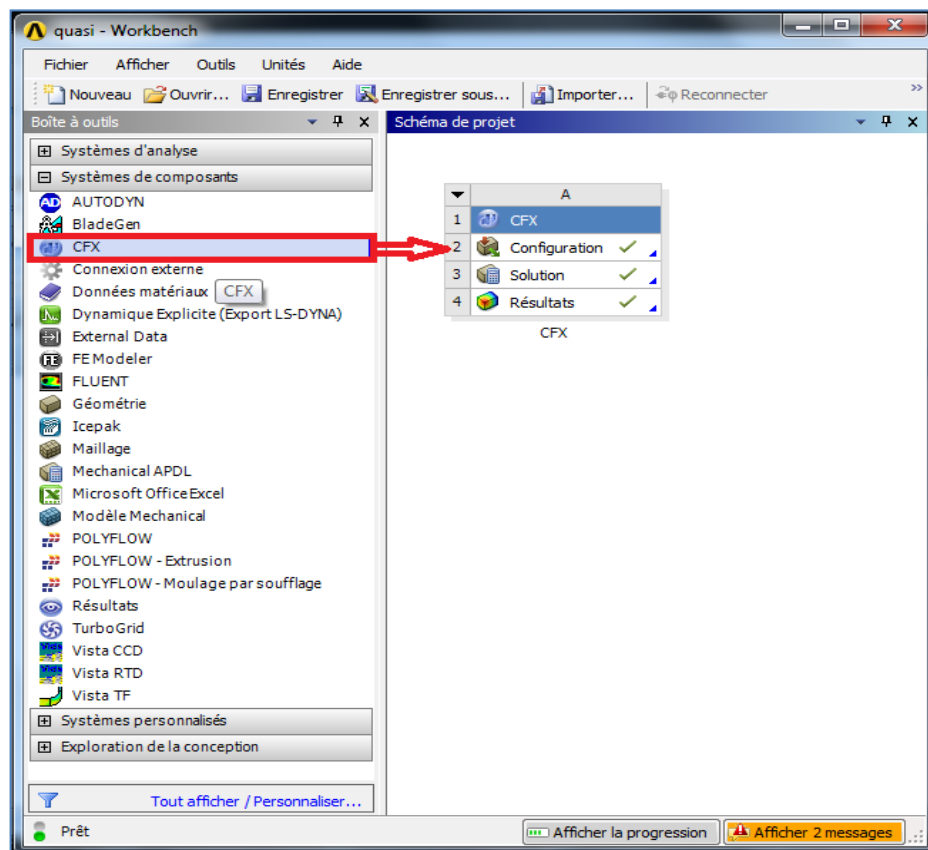 quasi - Workbench
Fichier Afficher Outils Unités Aide
Nouveau Ouvrir... Enregistrer Enregistrer sous... Importer... Reconnecter >>
Boîte à outils
Schéma de projet
Systèmes d'analyse
Systèmes de composants
AD AUTODYN
BladeGen
CFX
Connexion externe
Données matériaux
CFX
Dynamique Explicite (Export LS-DYNA)
External Data
FE FE Modeler
FLUENT
Géométrie
Icepak
Maillage
Mechanical APDL
Microsoft Office Excel
Modèle Mechanical
POLYFLOW
POLYFLOW - Extrusion
POLYFLOW - Moulage par soufflage
Résultats
TurboGrid
Vista CCD
Vista RTD
Vista TF
Systèmes personnalisés
Exploration de la conception
Tout afficher / Personnaliser...
A
1 CFX
2 Configuration
3 Solution
4 Résultats
CFX
Prêt
Afficher la progression
Afficher 2 messages